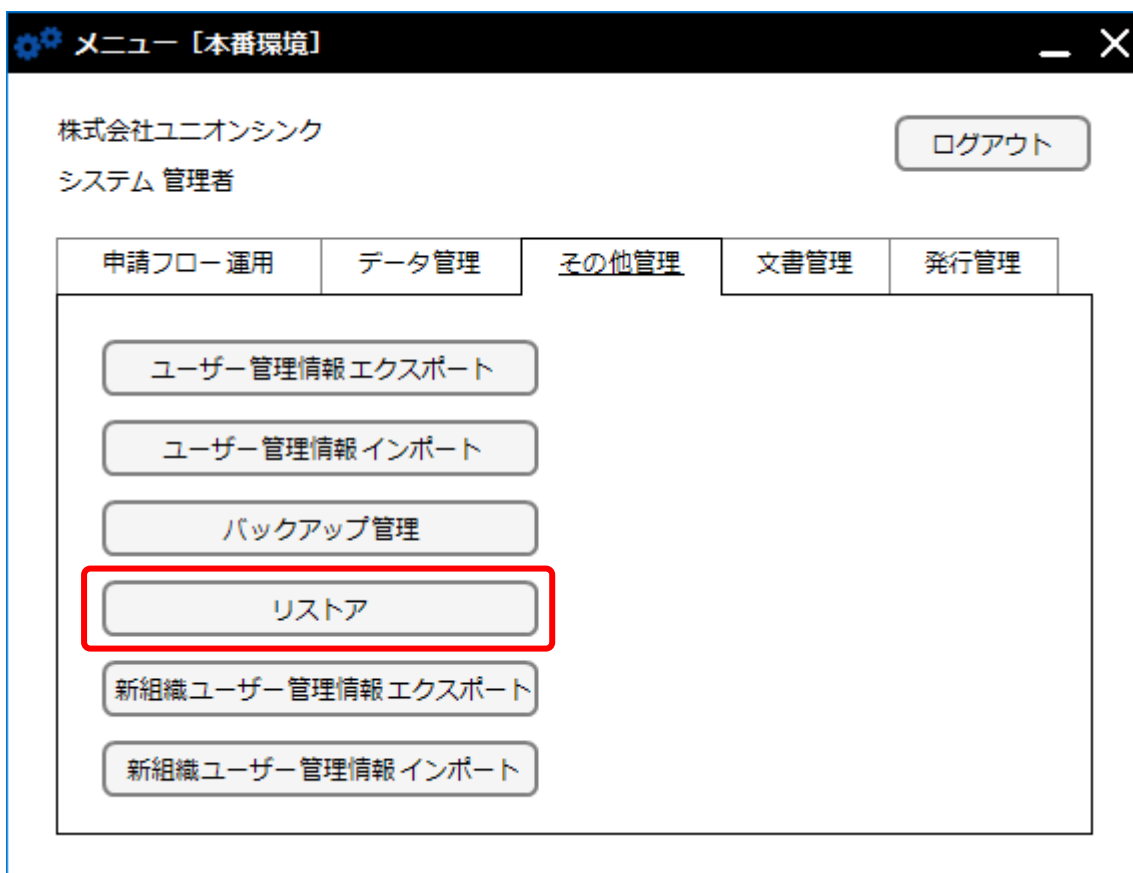 メニュー［本番環境］
株式会社ユニオンシンク
ログアウト
システム 管理者
申請フロー 運用
データ管理
その他管理
文書管理
発行管理
ユーザー管理情報 エクスポート
ユーザー管理情報 インポート
バックアップ管理
リストア
新組織ユーザー管理情報 エクスポート
新組織ユーザー管理情報 インポート